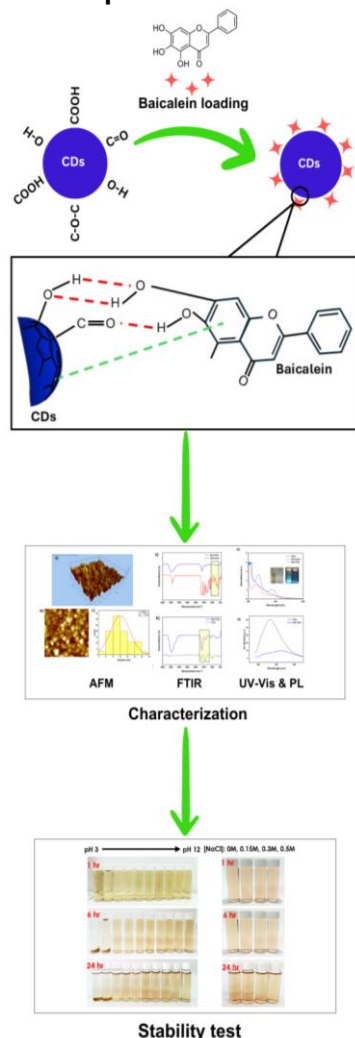 HO
HO
OH
O
O
Baicalein loading
COOH
H-O
C=O
CDs
CDs
COOH
O-H
C-O-C
H
O
O
H
C
O
H
O
O
O
Baicalein
CDs
AFM
FTIR
UV-Vis & PL
Characterization
pH 3
pH 12
[NaCl]: 0M, 0.15M, 0.3M, 0.5M
1 hr
1 hr
6 hr
6 hr
24 hr
24 hr
Stability test